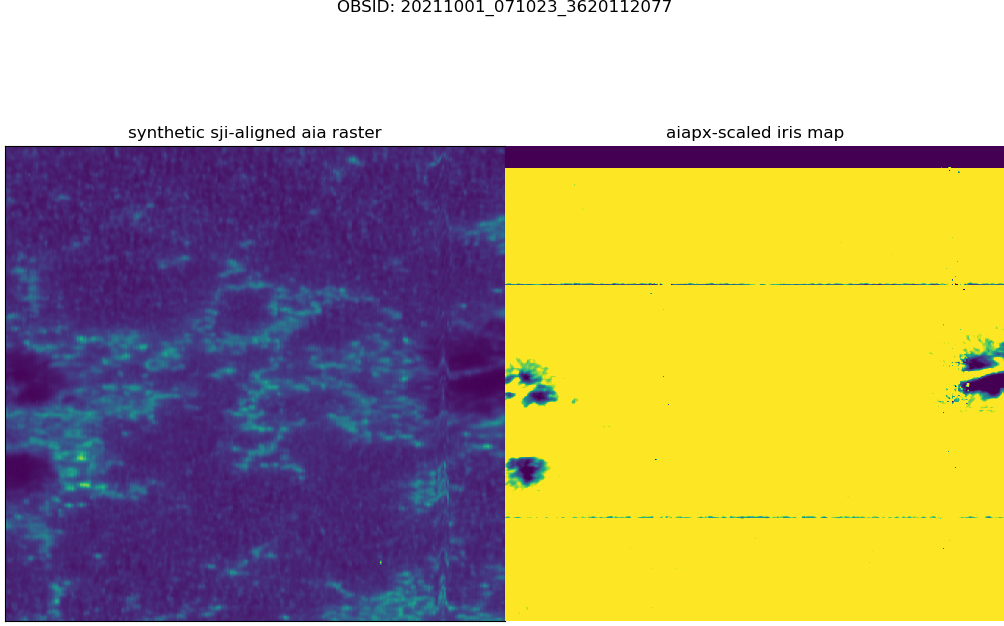 OBSID: 20211001_071023_3620112077
synthetic sji-aligned aia raster
aiapx-scaled iris map